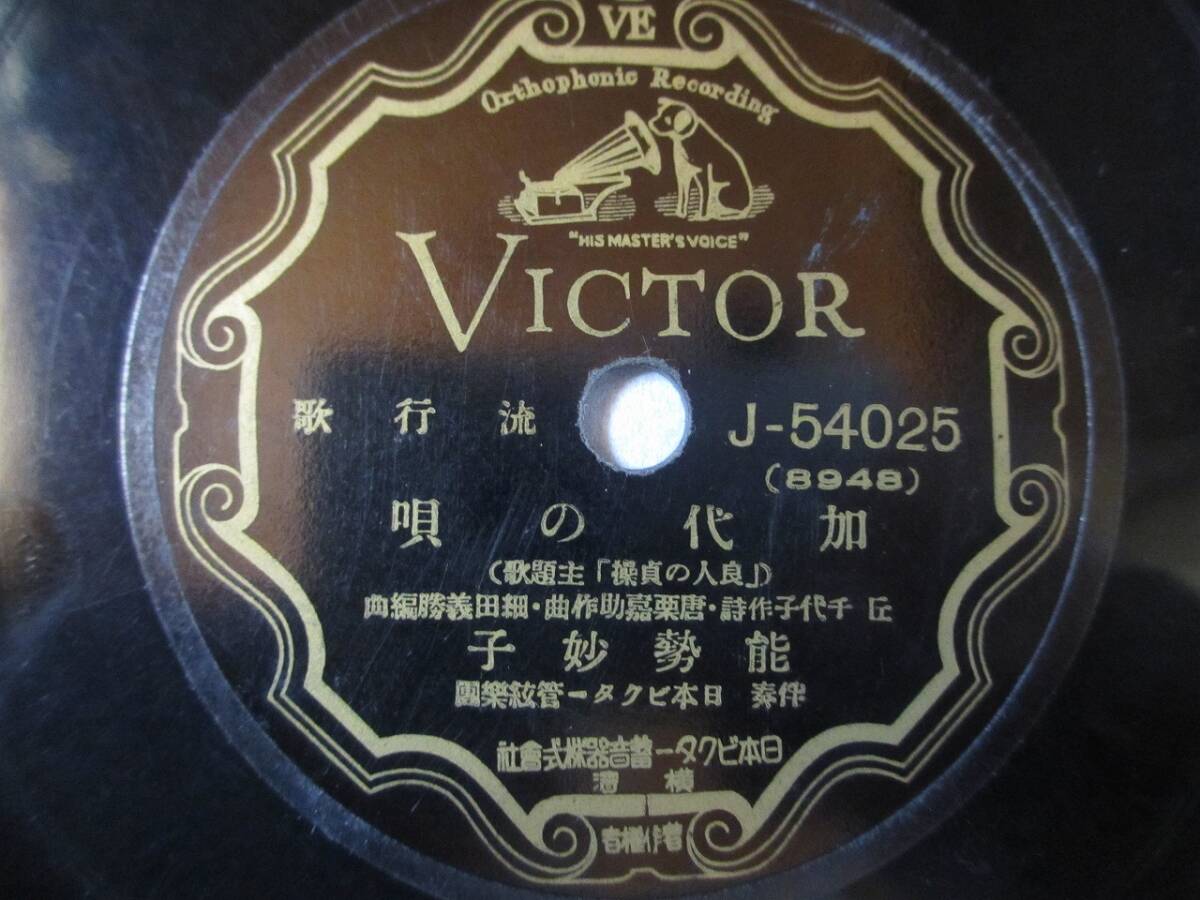 VE
Orthophonic Recording
"HIS MASTER'S VOICE"
VICTOR
流行歌
J-54025
(8948)
加代の唄
(「良人の貞操」主題歌)
丘 千代子作詩・唐栗嘉助作曲・細田義勝編曲
能勢妙子
伴奏 日本ビクター管絃樂團
日本ビクター蓄音器株式會社
横濱